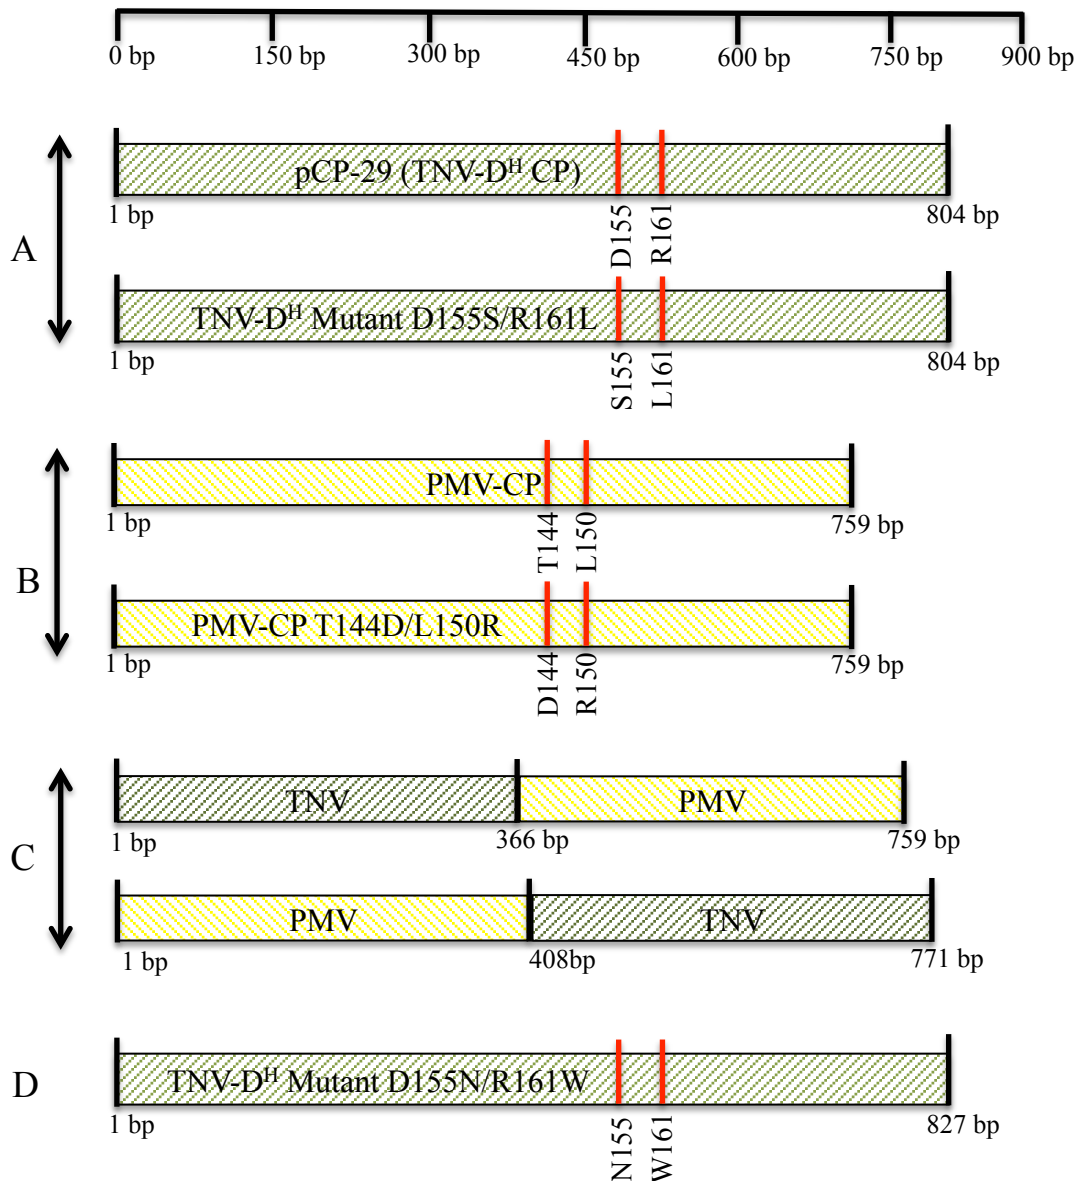 0 bp 150 bp 300 bp 450 bp 600 bp 750 bp 900 bp
A
pCP-29 (TNV-Dᴴ CP)
1 bp D155 R161 804 bp
TNV-Dᴴ Mutant D155S/R161L
1 bp S155 L161 804 bp
B
PMV-CP
1 bp T144 L150 759 bp
PMV-CP T144D/L150R
1 bp D144 R150 759 bp
C
TNV PMV
1 bp 366 bp 759 bp
PMV TNV
1 bp 408bp 771 bp
D
TNV-Dᴴ Mutant D155N/R161W
1 bp N155 W161 827 bp